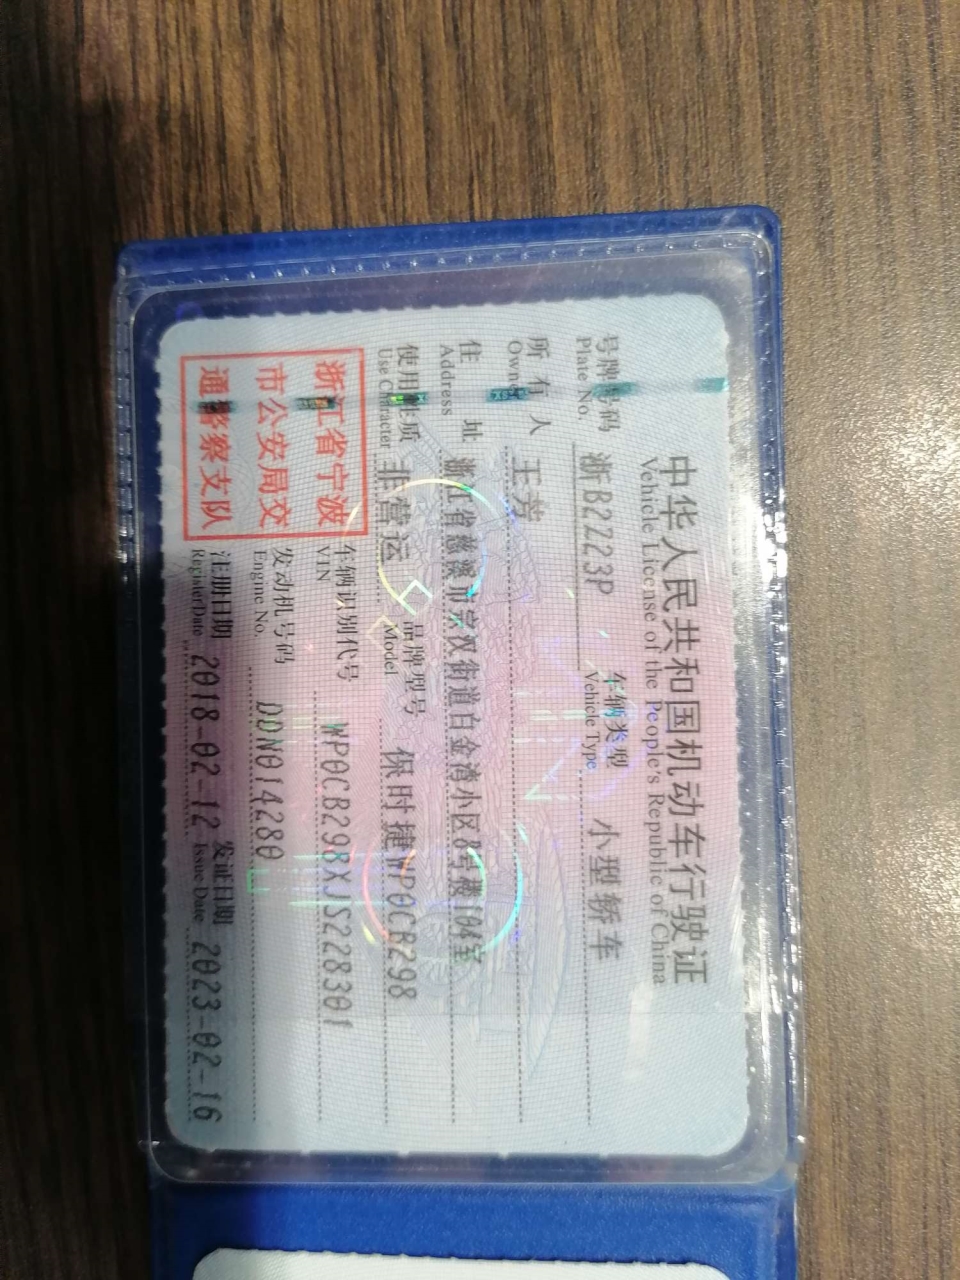 中华人民共和国机动车行驶证
Vehicle License of the People's Republic of China
号牌号码 浙B2Z23P 车辆类型 小型轿车
Plate No. Vehicle Type
所有人 王芳
Owner
住址 浙江省慈溪市宗汉街道白金湾小区8号楼104室
Address
使用性质 非营运 品牌型号 保时捷WP0CB298
Use Character Model
浙江省宁波
市公安局交
通警察支队
车辆识别代号 WP0CB298XJS228301
VIN
发动机号码 DDN014280
Engine No.
注册日期 2018-02-12 发证日期 2023-02-16
Register Date Issue Date